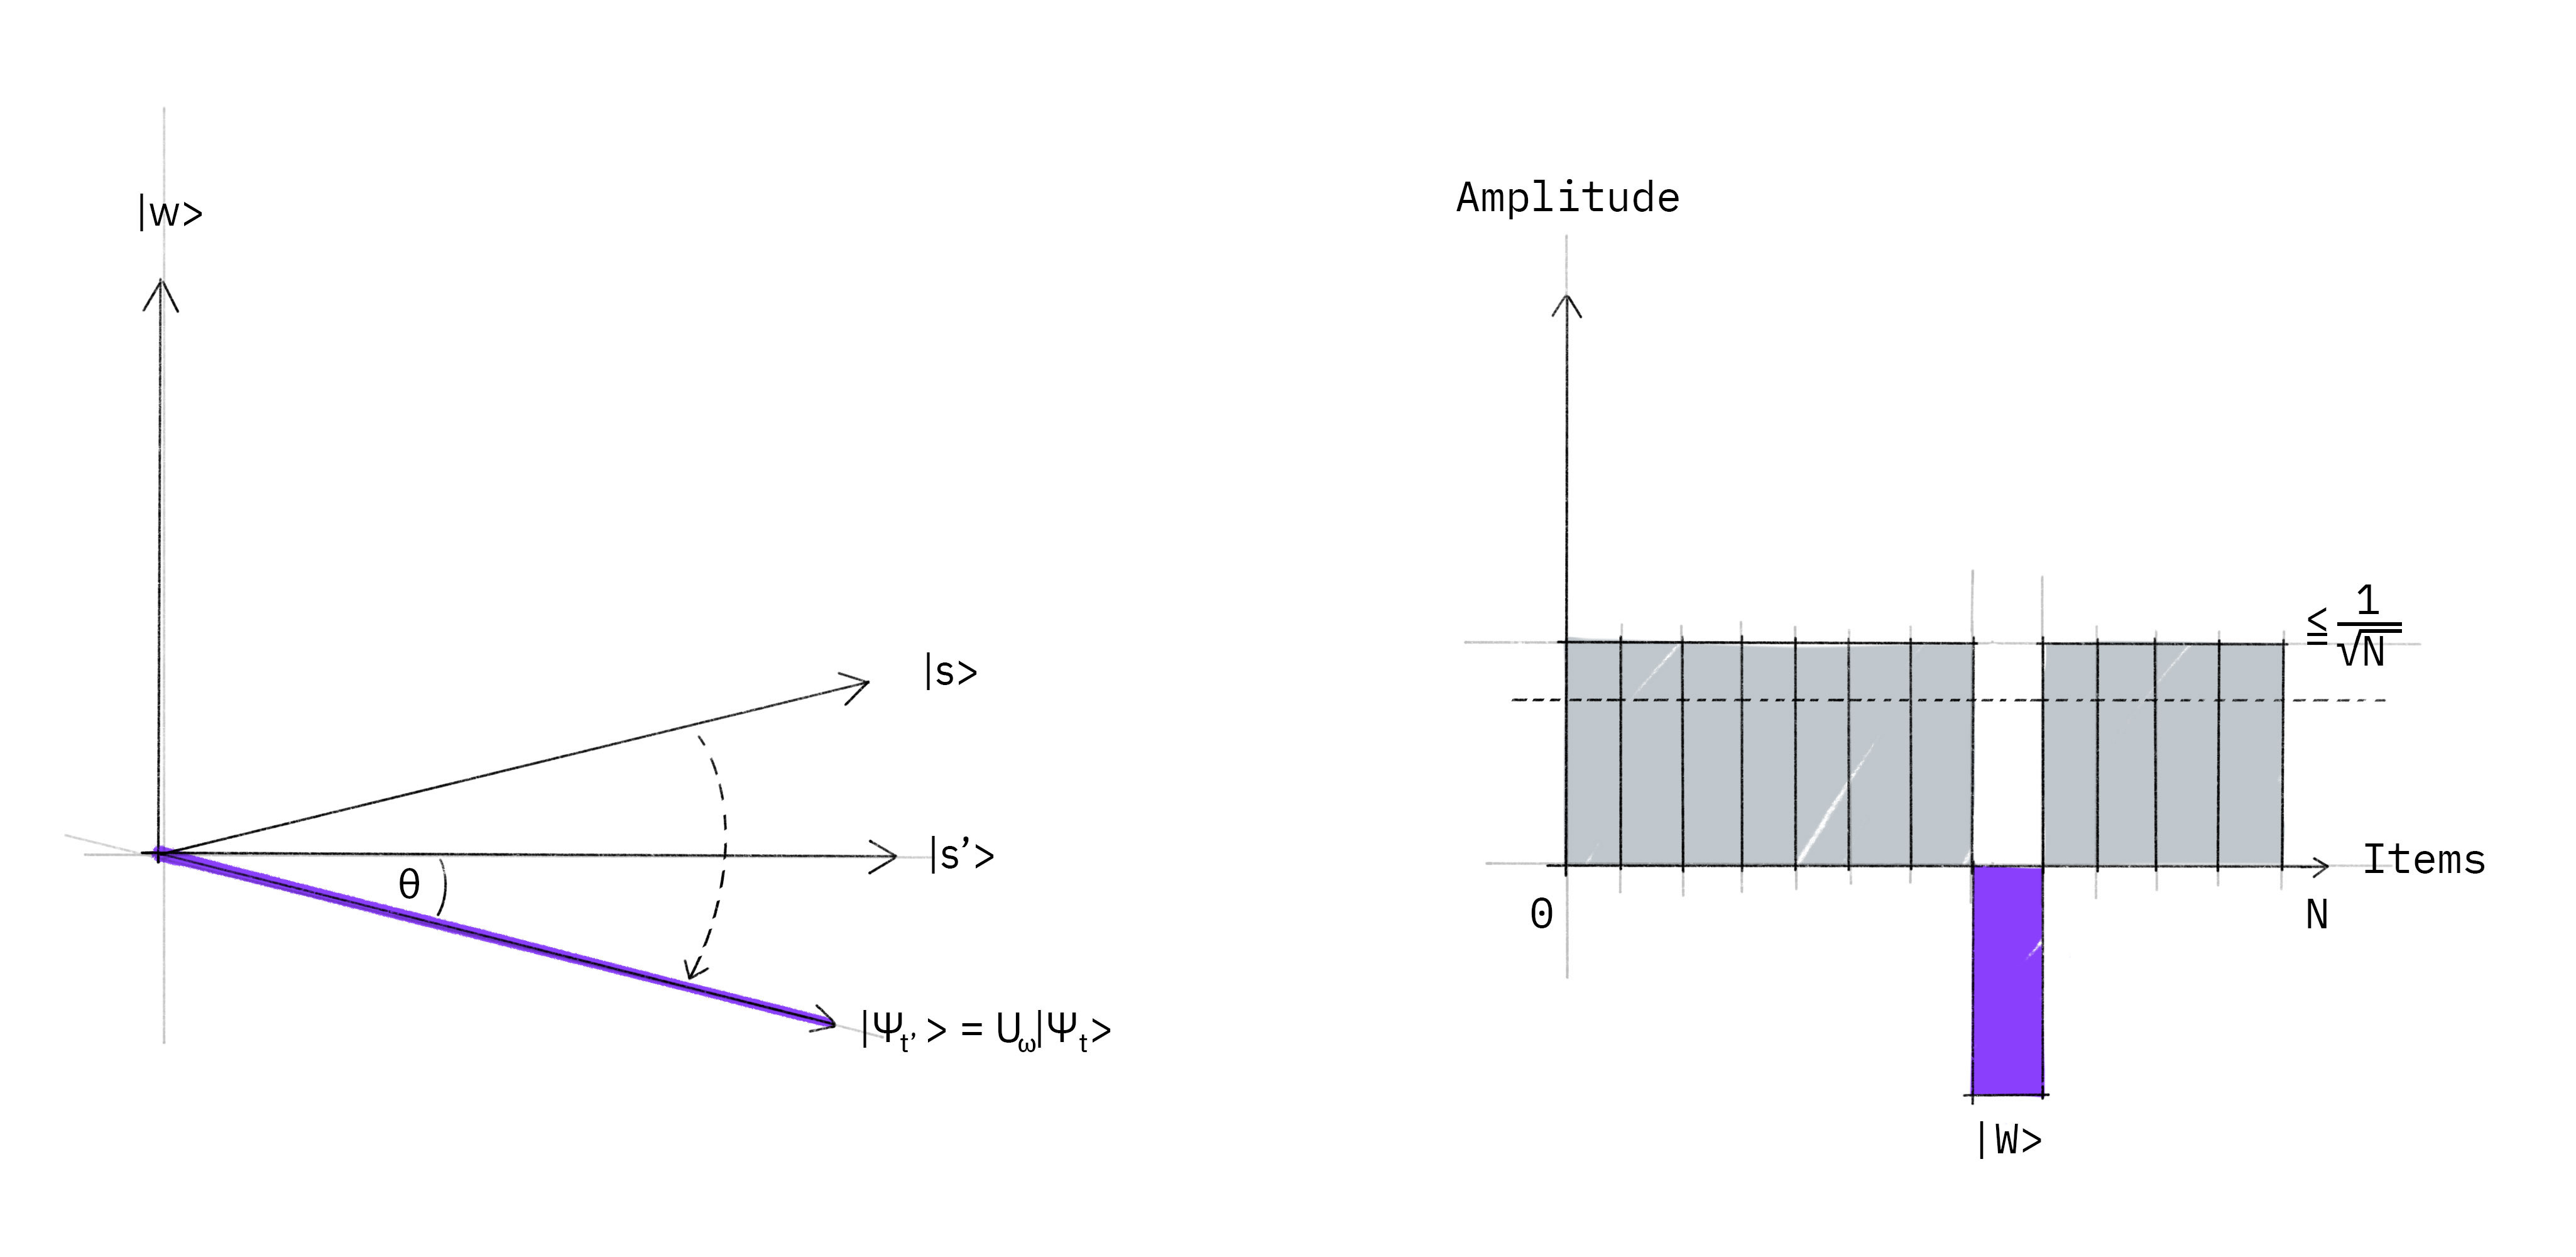 |w>
|s>
|s’>
θ
|Ψt’> = Uω|Ψt>
Amplitude
≦ 1/√N
Items
0
N
|W>